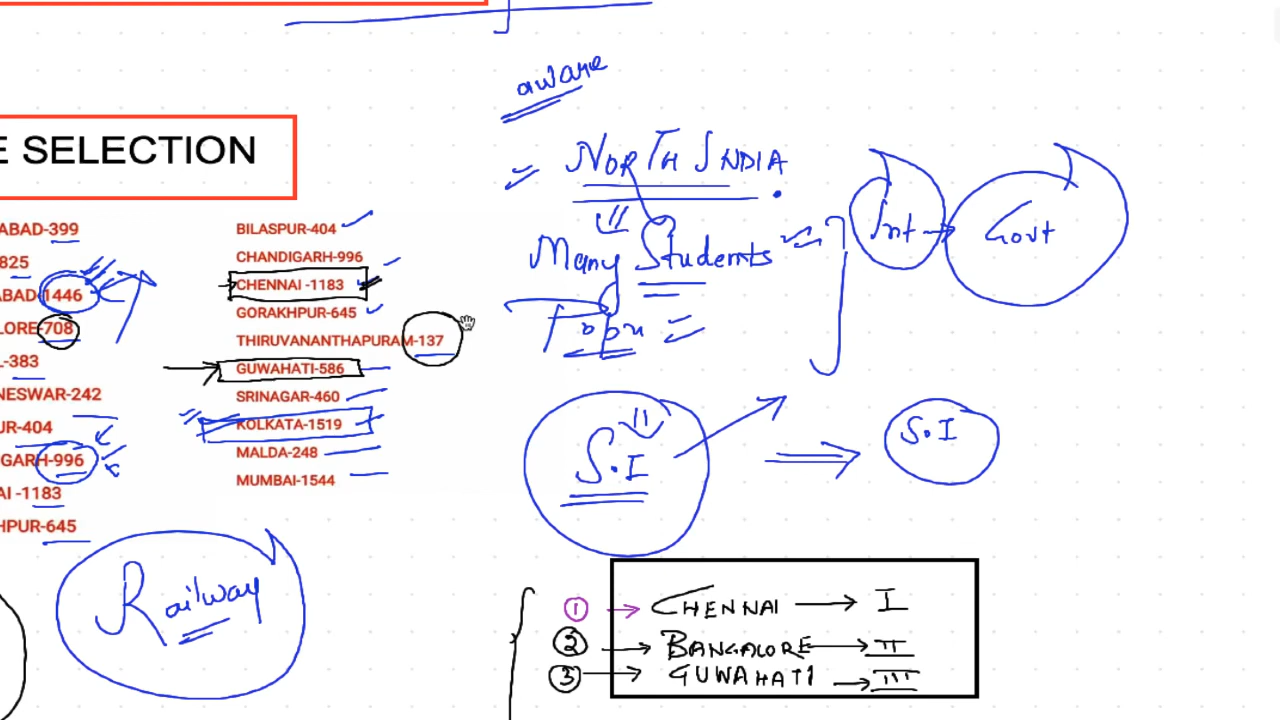 E SELECTION
ABAD-399
825
ABAD-1446
LORE-708
L-383
NESWAR-242
UR-404
GARH-996
AI -1183
HPUR-645
BILASPUR-404
CHANDIGARH-996
CHENNAI -1183
GORAKHPUR-645
THIRUVANANTHAPURAM-137
GUWAHATI-586
SRINAGAR-460
KOLKATA-1519
MALDA-248
MUMBAI-1544
aware
NORTH INDIA
Many Students
Int → Govt
S.I
S.I
Railway
① → CHENNAI → I
② → BANGALORE → II
③ → GUWAHATI → III